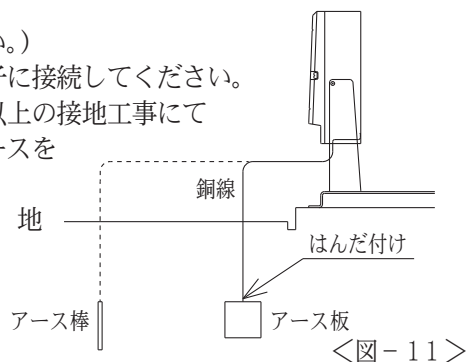 い。）
子に接続してください。
以上の接地工事にて
ースを
銅線
地
はんだ付け
アース棒
アース板
＜図－１１＞